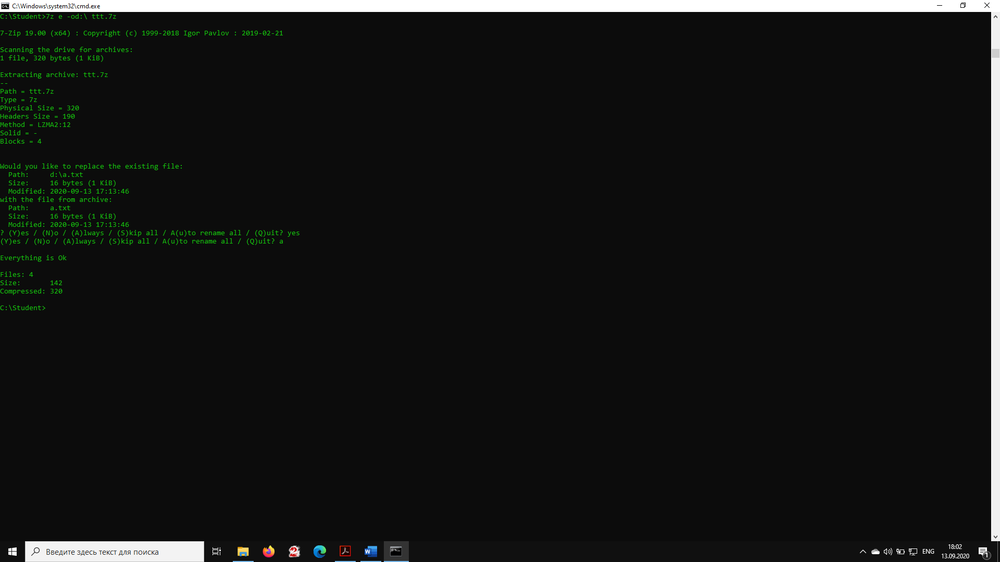 C:\Windows\system32\cmd.exe
C:\Student>7z e -od:\ ttt.7z
7-Zip 19.00 (x64) : Copyright (c) 1999-2018 Igor Pavlov : 2019-02-21
Scanning the drive for archives:
1 file, 320 bytes (1 KiB)
Extracting archive: ttt.7z
--
Path = ttt.7z
Type = 7z
Physical Size = 320
Headers Size = 190
Method = LZMA2:12
Solid = -
Blocks = 4
Would you like to replace the existing file:
  Path:     d:\a.txt
  Size:     16 bytes (1 KiB)
  Modified: 2020-09-13 17:13:46
with the file from archive:
  Path:     a.txt
  Size:     16 bytes (1 KiB)
  Modified: 2020-09-13 17:13:46
? (Y)es / (N)o / (A)lways / (S)kip all / A(u)to rename all / (Q)uit? yes
(Y)es / (N)o / (A)lways / (S)kip all / A(u)to rename all / (Q)uit? a
Everything is Ok
Files: 4
Size:       142
Compressed: 320
C:\Student>
Введите здесь текст для поиска
ENG
18:02
13.09.2020
1